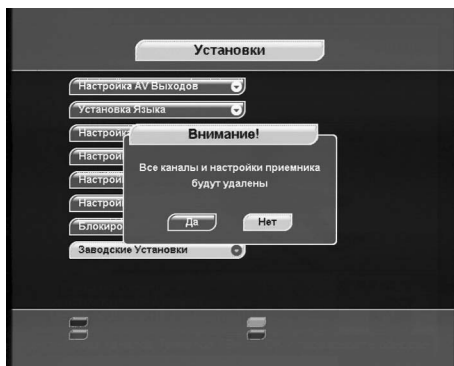 Установки
Настройка AV Выходов
Установка Языка
Внимание!
Все каналы и настройки приемника
будут удалены
Да
Нет
Заводские Установки